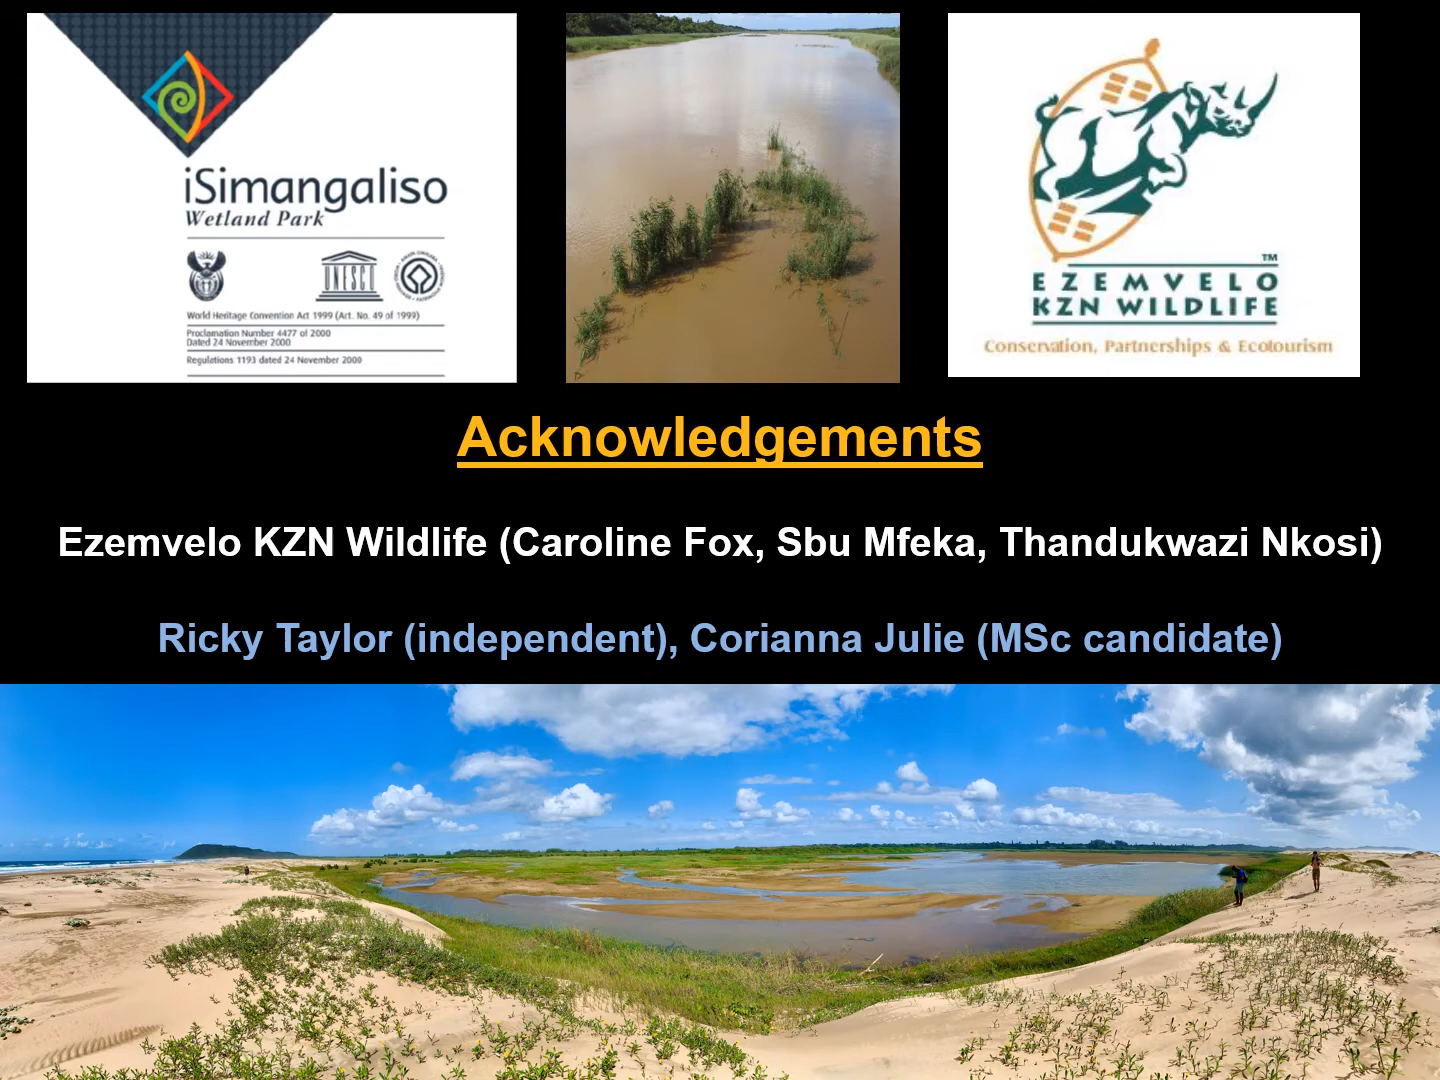 iSimangaliso
Wetland Park
UNESCO
World Heritage Convention Act 1999 (Act. No. 49 of 1999)
Proclamation Number 4477 of 2000
Dated 24 November 2000
Regulations 1193 dated 24 November 2000
TM
EZEMVELO
KZN WILDLIFE
Conservation, Partnerships & Ecotourism
Acknowledgements
Ezemvelo KZN Wildlife (Caroline Fox, Sbu Mfeka, Thandukwazi Nkosi)
Ricky Taylor (independent), Corianna Julie (MSc candidate)